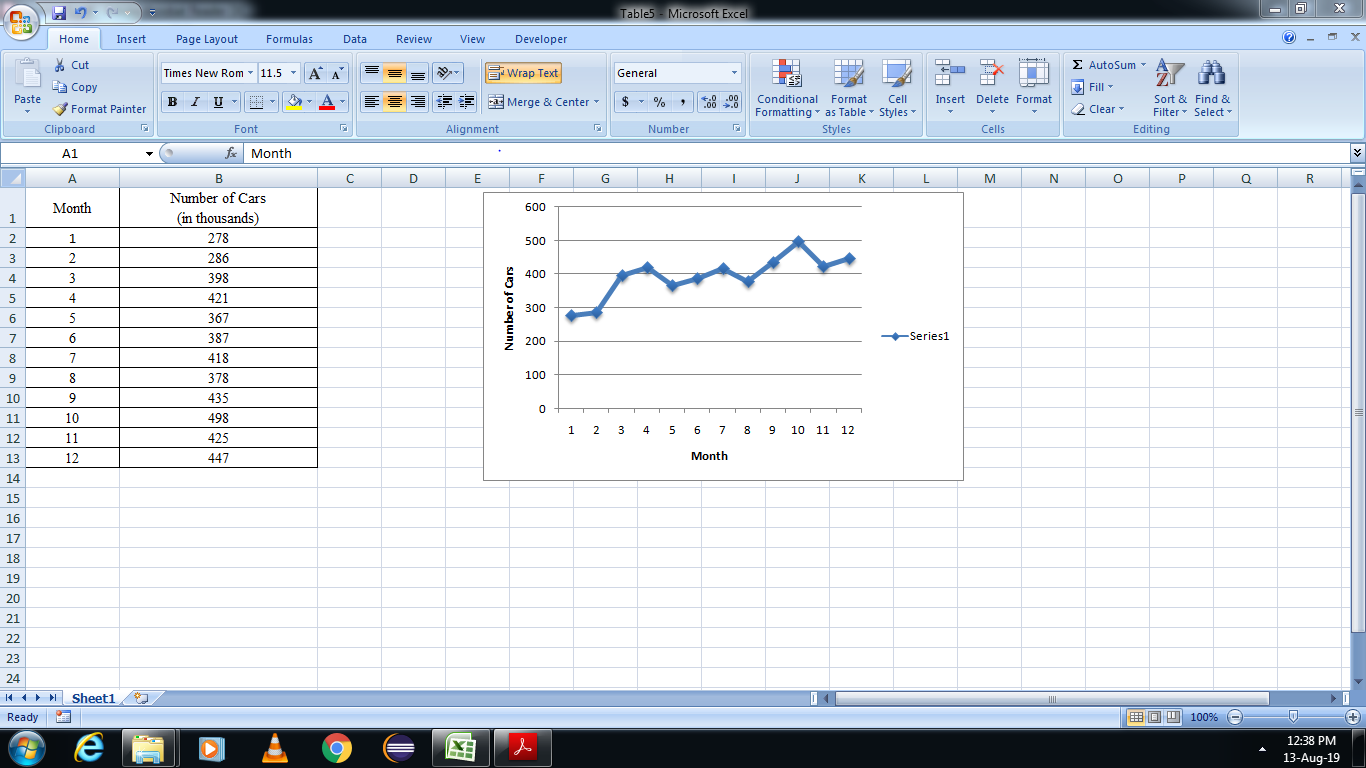 Table5 - Microsoft Excel
Home Insert Page Layout Formulas Data Review View Developer
Paste
Cut
Copy
Format Painter
Clipboard
Times New Rom 11.5 A A
B I U A
Font
Wrap Text
Merge & Center
Alignment
General
$ % , .00 .00
Number
Conditional Formatting
Format as Table
Cell Styles
Styles
Insert Delete Format
Cells
Σ AutoSum
Fill
Clear
Sort & Filter
Find & Select
Editing
A1 fx Month
A B C D E F G H I J K L M N O P Q R
1 Month Number of Cars
(in thousands)
2 1 278
3 2 286
4 3 398
5 4 421
6 5 367
7 6 387
8 7 418
9 8 378
10 9 435
11 10 498
12 11 425
13 12 447
14
15
16
17
18
19
20
21
22
23
24
600
500
400
300
200
100
0
Number of Cars
1 2 3 4 5 6 7 8 9 10 11 12
Month
Series1
Sheet1
Ready 100%
12:38 PM
13-Aug-19